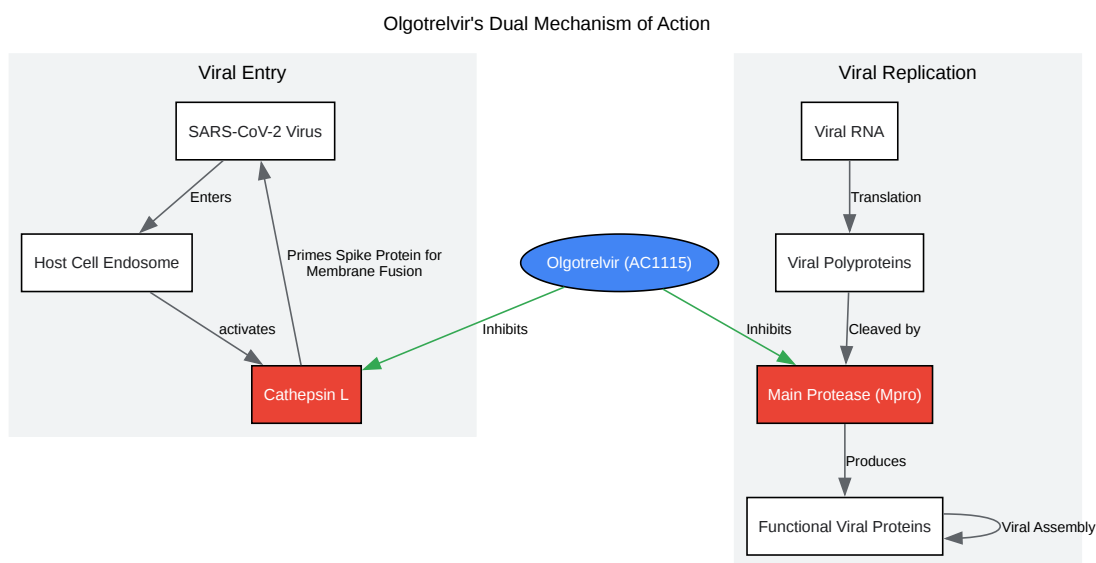 Olgotrelvir's Dual Mechanism of Action
Viral Entry
SARS-CoV-2 Virus
Enters
Host Cell Endosome
Primes Spike Protein for
Membrane Fusion
activates
Cathepsin L
Olgotrelvir (AC1115)
Inhibits
Inhibits
Viral Replication
Viral RNA
Translation
Viral Polyproteins
Cleaved by
Main Protease (Mpro)
Produces
Functional Viral Proteins
Viral Assembly